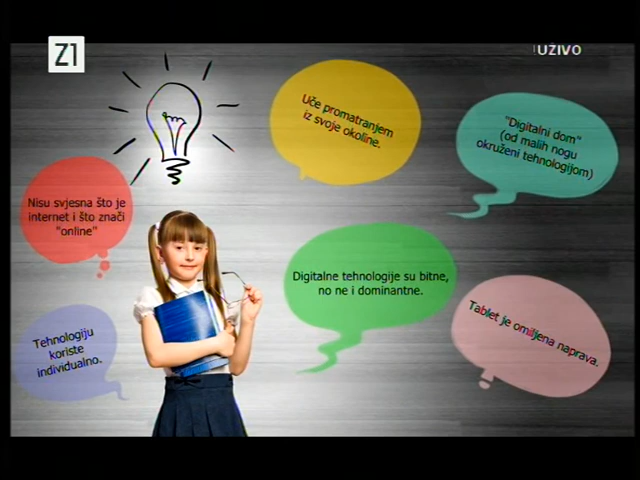 Z1
UŽIVO
Uče promatranjem
iz svoje okoline.
"Digitalni dom"
(od malih nogu
okruženi tehnologijom)
Nisu svjesna što je
internet i što znači
"online"
Digitalne tehnologije su bitne,
no ne i dominantne.
Tehnologiju
koriste
individualno.
Tablet je omiljena naprava.